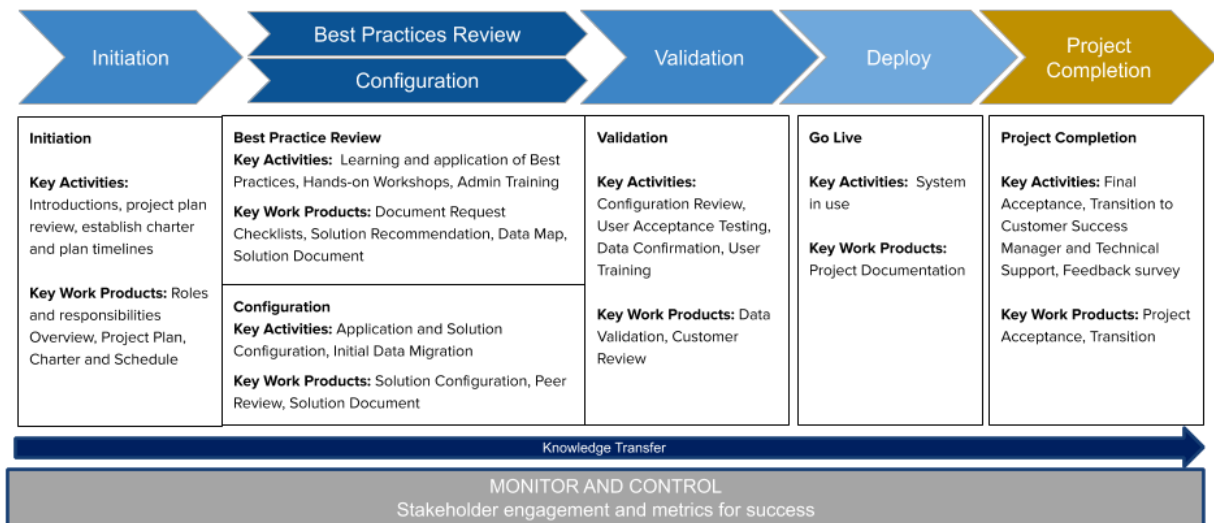 Initiation
Best Practices Review
Configuration
Validation
Deploy
Project
Completion
Initiation
Key Activities:
Introductions, project plan
review, establish charter
and plan timelines
Key Work Products: Roles
and responsibilities
Overview, Project Plan,
Charter and Schedule
Best Practice Review
Key Activities:  Learning and application of Best
Practices, Hands-on Workshops, Admin Training
Key Work Products: Document Request
Checklists, Solution Recommendation, Data Map,
Solution Document
Configuration
Key Activities: Application and Solution
Configuration, Initial Data Migration
Key Work Products: Solution Configuration, Peer
Review, Solution Document
Validation
Key Activities:
Configuration Review,
User Acceptance Testing,
Data Confirmation, User
Training
Key Work Products: Data
Validation, Customer
Review
Go Live
Key Activities:  System
in use
Key Work Products:
Project Documentation
Project Completion
Key Activities: Final
Acceptance, Transition to
Customer Success
Manager and Technical
Support, Feedback survey
Key Work Products: Project
Acceptance, Transition
Knowledge Transfer
MONITOR AND CONTROL
Stakeholder engagement and metrics for success